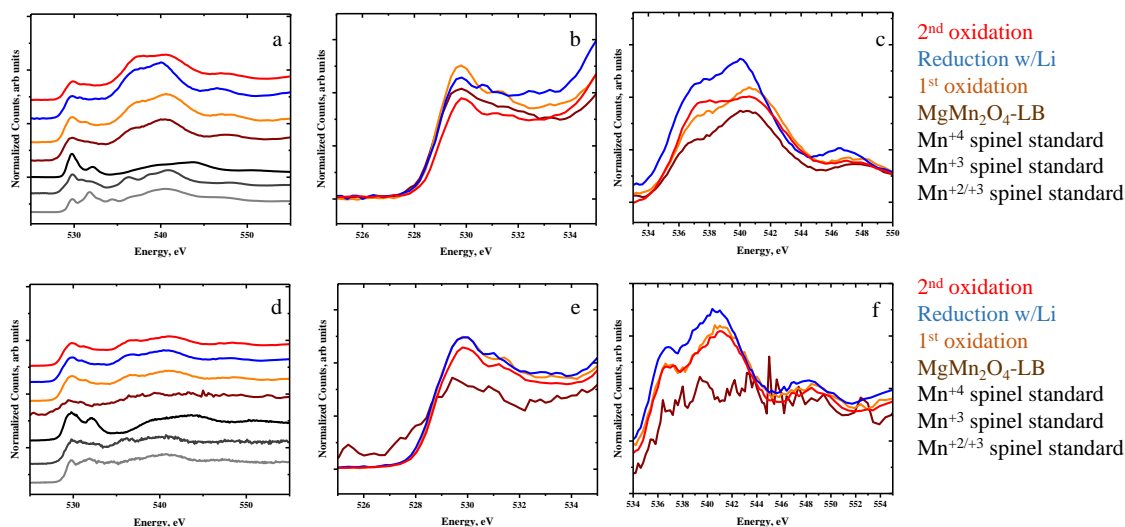 a
b
c
Normalized Counts, arb units
Normalized Counts, arb units
Normalized Counts, arb units
530 540 550
526 528 530 532 534
534 536 538 540 542 544 546 548 550
Energy, eV
Energy, eV
Energy, eV
2nd oxidation
Reduction w/Li
1st oxidation
MgMn2O4-LB
Mn+4 spinel standard
Mn+3 spinel standard
Mn+2/+3 spinel standard
d
e
f
Normalized Counts, arb units
Normalized Counts, arb units
Normalized Counts, arb units
530 540 550
526 528 530 532 534
534 536 538 540 542 544 546 548 550 552 554
Energy, eV
Energy, eV
Energy, eV
2nd oxidation
Reduction w/Li
1st oxidation
MgMn2O4-LB
Mn+4 spinel standard
Mn+3 spinel standard
Mn+2/+3 spinel standard